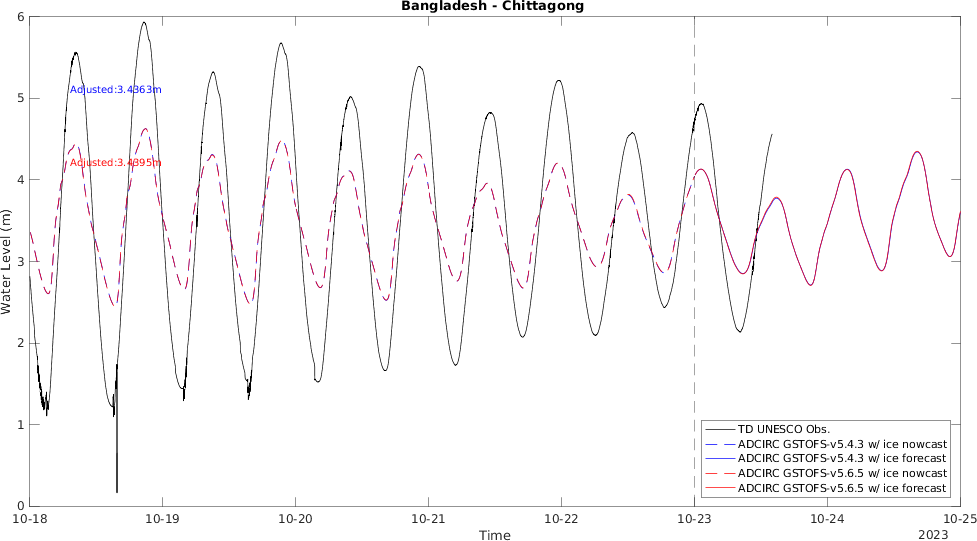 Bangladesh - Chittagong
6
5
4
3
2
1
0
Water Level (m)
Adjusted:3.4363m
Adjusted:3.4395m
TD UNESCO Obs.
ADCIRC GSTOFS-v5.4.3 w/ ice nowcast
ADCIRC GSTOFS-v5.4.3 w/ ice forecast
ADCIRC GSTOFS-v5.6.5 w/ ice nowcast
ADCIRC GSTOFS-v5.6.5 w/ ice forecast
10-18 10-19 10-20 10-21 10-22 10-23 10-24 10-25
Time
2023